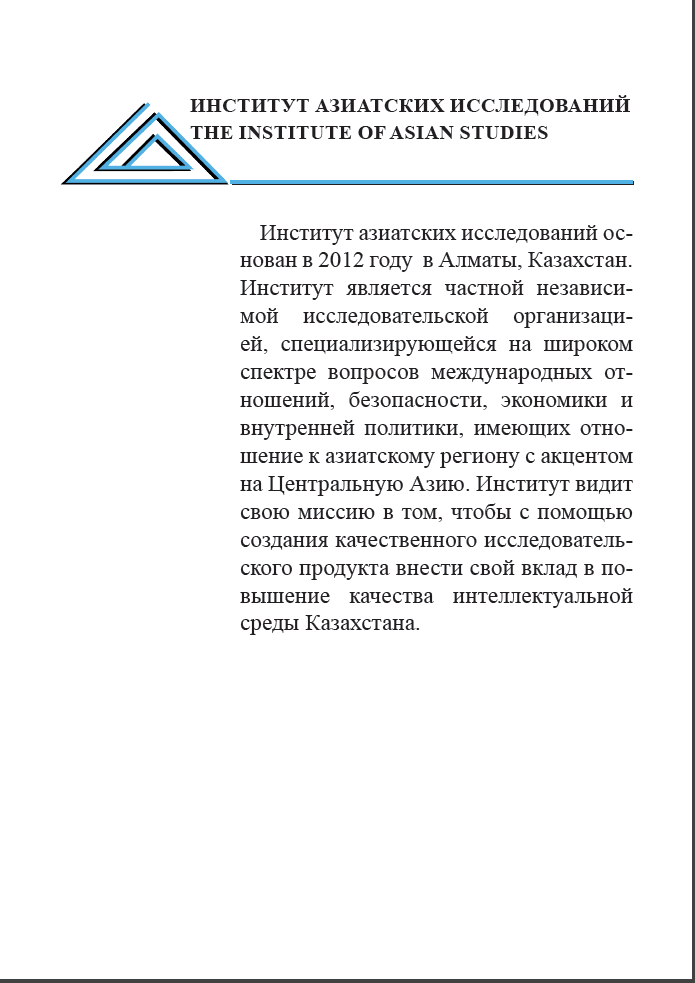 ИНСТИТУТ АЗИАТСКИХ ИССЛЕДОВАНИЙ
THE INSTITUTE OF ASIAN STUDIES
Институт азиатских исследований ос-
нован в 2012 году  в Алматы, Казахстан.
Институт является частной независи-
мой исследовательской организаци-
ей, специализирующейся на широком
спектре вопросов международных от-
ношений, безопасности, экономики и
внутренней политики, имеющих отно-
шение к азиатскому региону с акцентом
на Центральную Азию. Институт видит
свою миссию в том, чтобы с помощью
создания качественного исследователь-
ского продукта внести свой вклад в по-
вышение качества интеллектуальной
среды Казахстана.